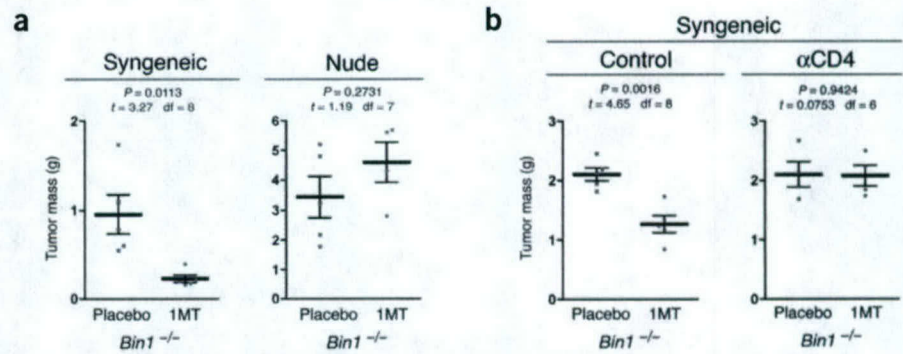 a
Syngeneic
P = 0.0113
t = 3.27 df = 8
Tumor mass (g)
2
1
0
Placebo 1MT
Bin1 –/–
Nude
P = 0.2731
t = 1.19 df = 7
6
5
4
3
2
1
0
Placebo 1MT
Bin1 –/–
b
Syngeneic
Control
P = 0.0016
t = 4.65 df = 8
Tumor mass (g)
3
2
1
0
Placebo 1MT
Bin1 –/–
αCD4
P = 0.9424
t = 0.0753 df = 6
3
2
1
0
Placebo 1MT
Bin1 –/–